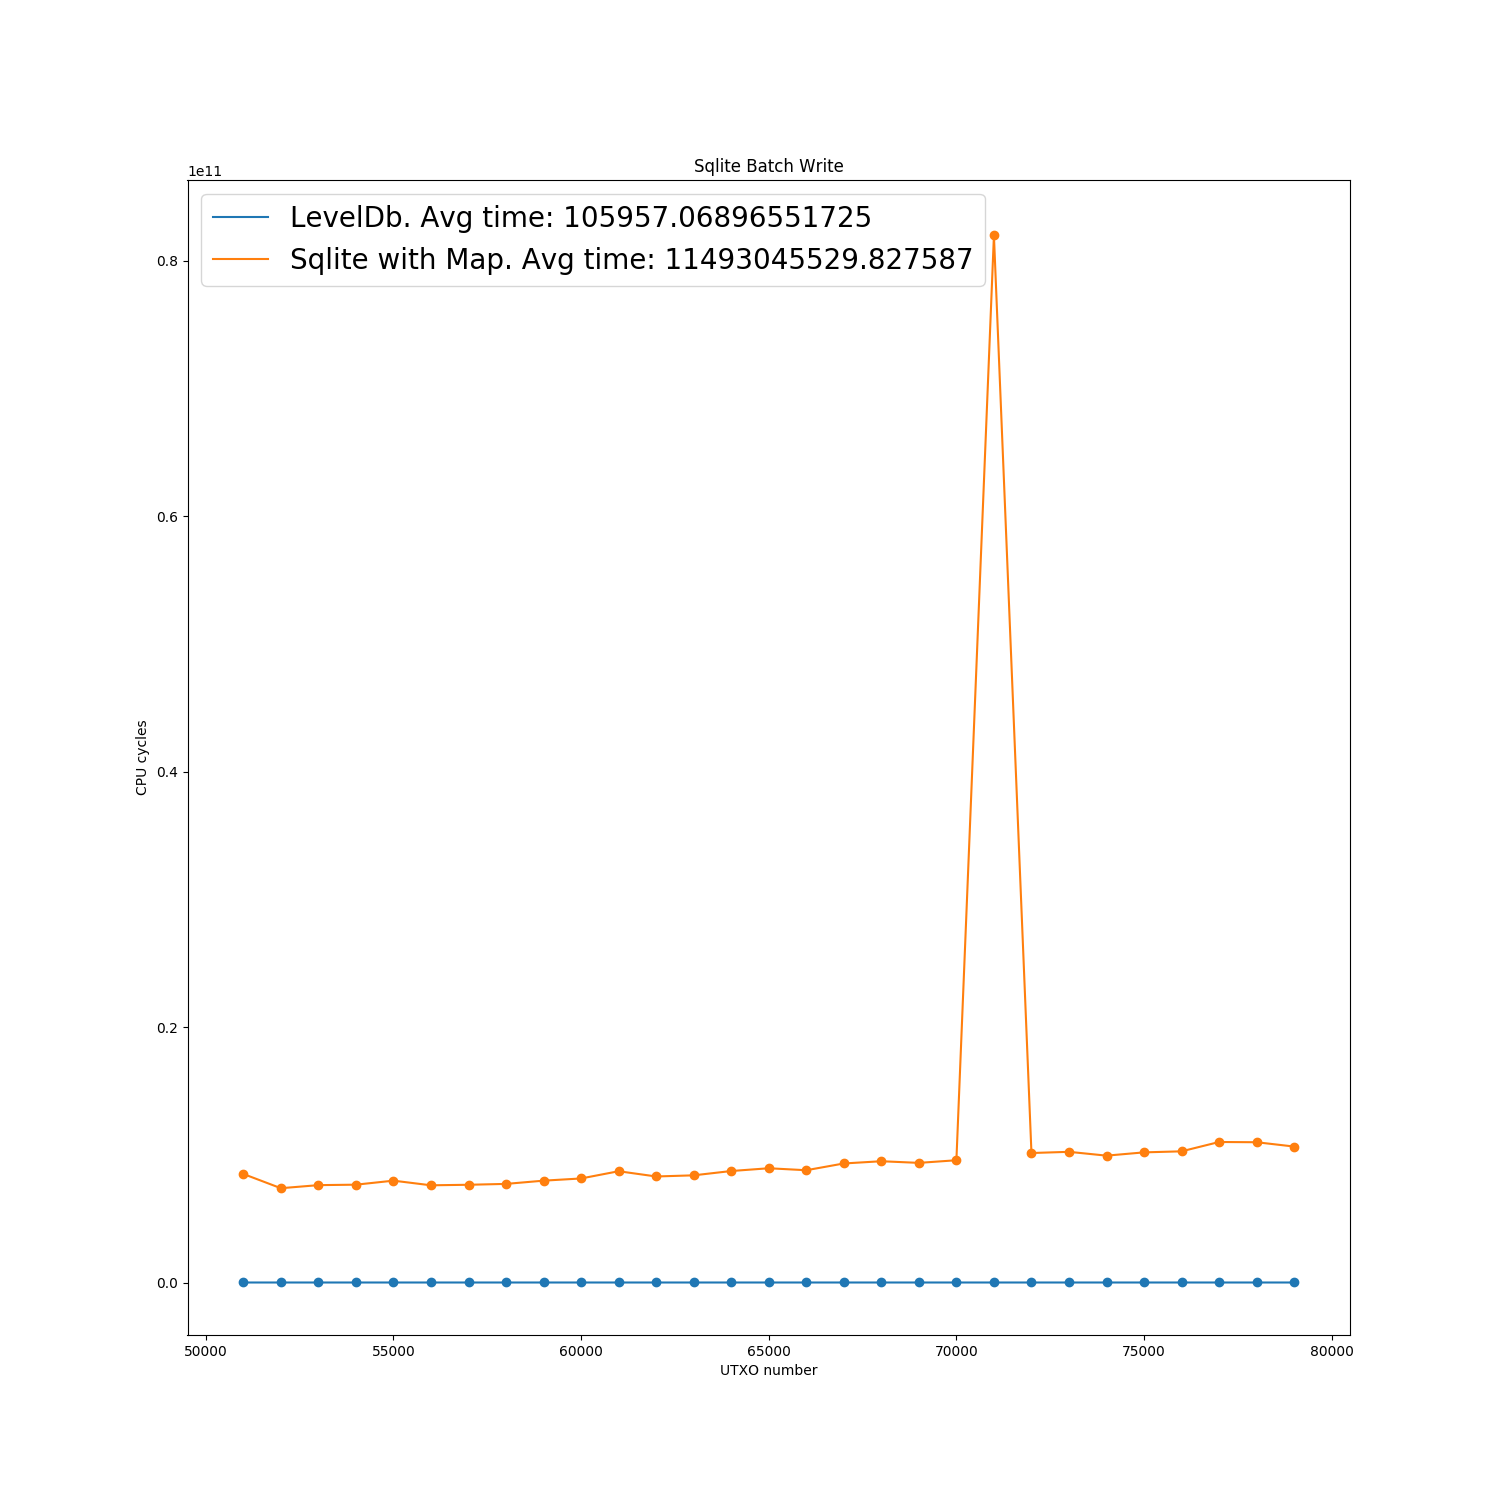 Sqlite Batch Write
1e11
LevelDb. Avg time: 105957.06896551725
Sqlite with Map. Avg time: 11493045529.827587
0.8
0.6
0.4
0.2
0.0
CPU cycles
50000 55000 60000 65000 70000 75000 80000
UTXO number